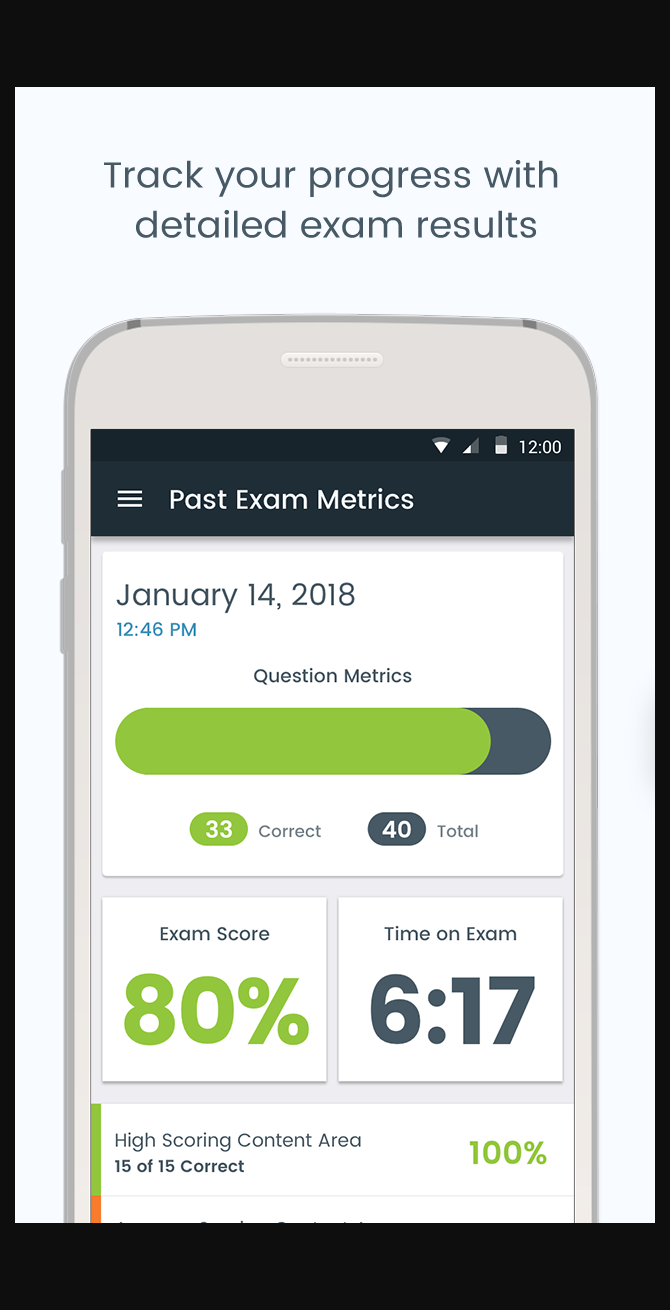 Track your progress with
detailed exam results
12:00
Past Exam Metrics
January 14, 2018
12:46 PM
Question Metrics
33 Correct 40 Total
Exam Score
80%
Time on Exam
6:17
High Scoring Content Area
15 of 15 Correct
100%